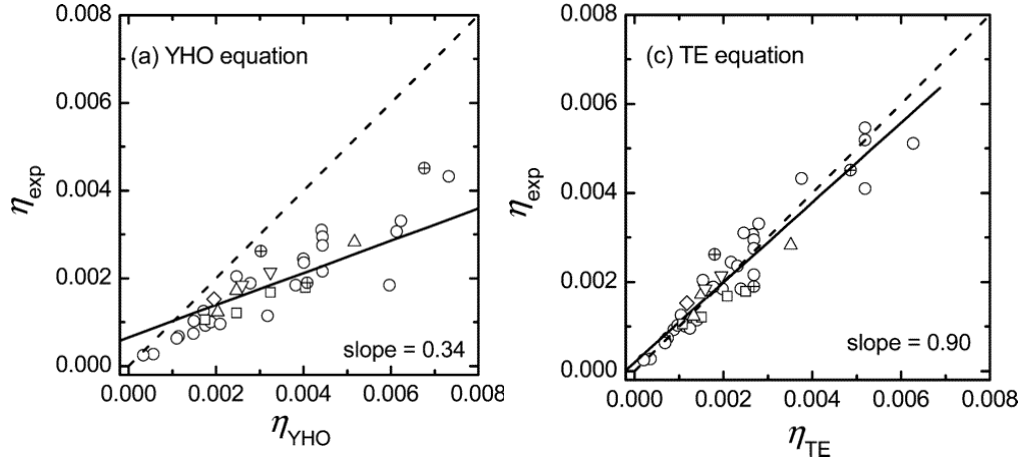 (a) YHO equation
0.008
0.006
0.004
0.002
0.000
η_exp
slope = 0.34
0.000 0.002 0.004 0.006 0.008
η_YHO
(c) TE equation
0.008
0.006
0.004
0.002
0.000
η_exp
slope = 0.90
0.000 0.002 0.004 0.006 0.008
η_TE